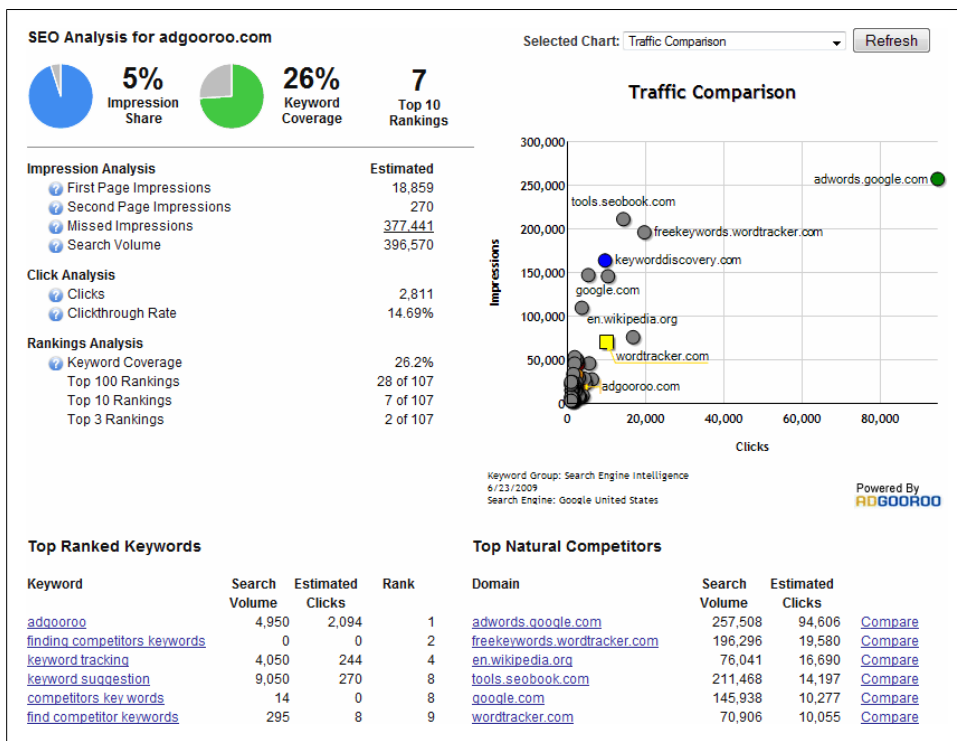 SEO Analysis for adgooroo.com
5% Impression Share
26% Keyword Coverage
7 Top 10 Rankings
Impression Analysis Estimated
First Page Impressions 18,859
Second Page Impressions 270
Missed Impressions 377,441
Search Volume 396,570
Click Analysis
Clicks 2,811
Clickthrough Rate 14.69%
Rankings Analysis
Keyword Coverage 26.2%
Top 100 Rankings 28 of 107
Top 10 Rankings 7 of 107
Top 3 Rankings 2 of 107
Selected Chart: Traffic Comparison Refresh
Traffic Comparison
Impressions
300,000
250,000
200,000
150,000
100,000
50,000
0
adwords.google.com
tools.seobook.com
freekeywords.wordtracker.com
keyworddiscovery.com
google.com
en.wikipedia.org
wordtracker.com
adgooroo.com
0 20,000 40,000 60,000 80,000
Clicks
Keyword Group: Search Engine Intelligence
6/23/2009
Search Engine: Google United States
Powered By
ADGOOROO
Top Ranked Keywords
Keyword Search Volume Estimated Clicks Rank
adgooroo 4,950 2,094 1
finding competitors keywords 0 0 2
keyword tracking 4,050 244 4
keyword suggestion 9,050 270 8
competitors key words 14 0 8
find competitor keywords 295 8 9
Top Natural Competitors
Domain Search Volume Estimated Clicks
adwords.google.com 257,508 94,606 Compare
freekeywords.wordtracker.com 196,296 19,580 Compare
en.wikipedia.org 76,041 16,690 Compare
tools.seobook.com 211,468 14,197 Compare
google.com 145,938 10,277 Compare
wordtracker.com 70,906 10,055 Compare